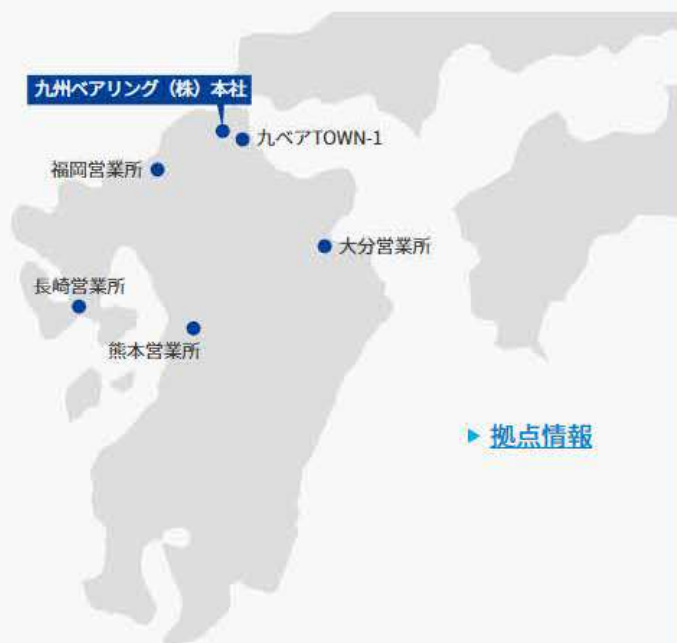 九州ベアリング（株）本社
九ベアTOWN-1
福岡営業所
大分営業所
長崎営業所
熊本営業所
拠点情報